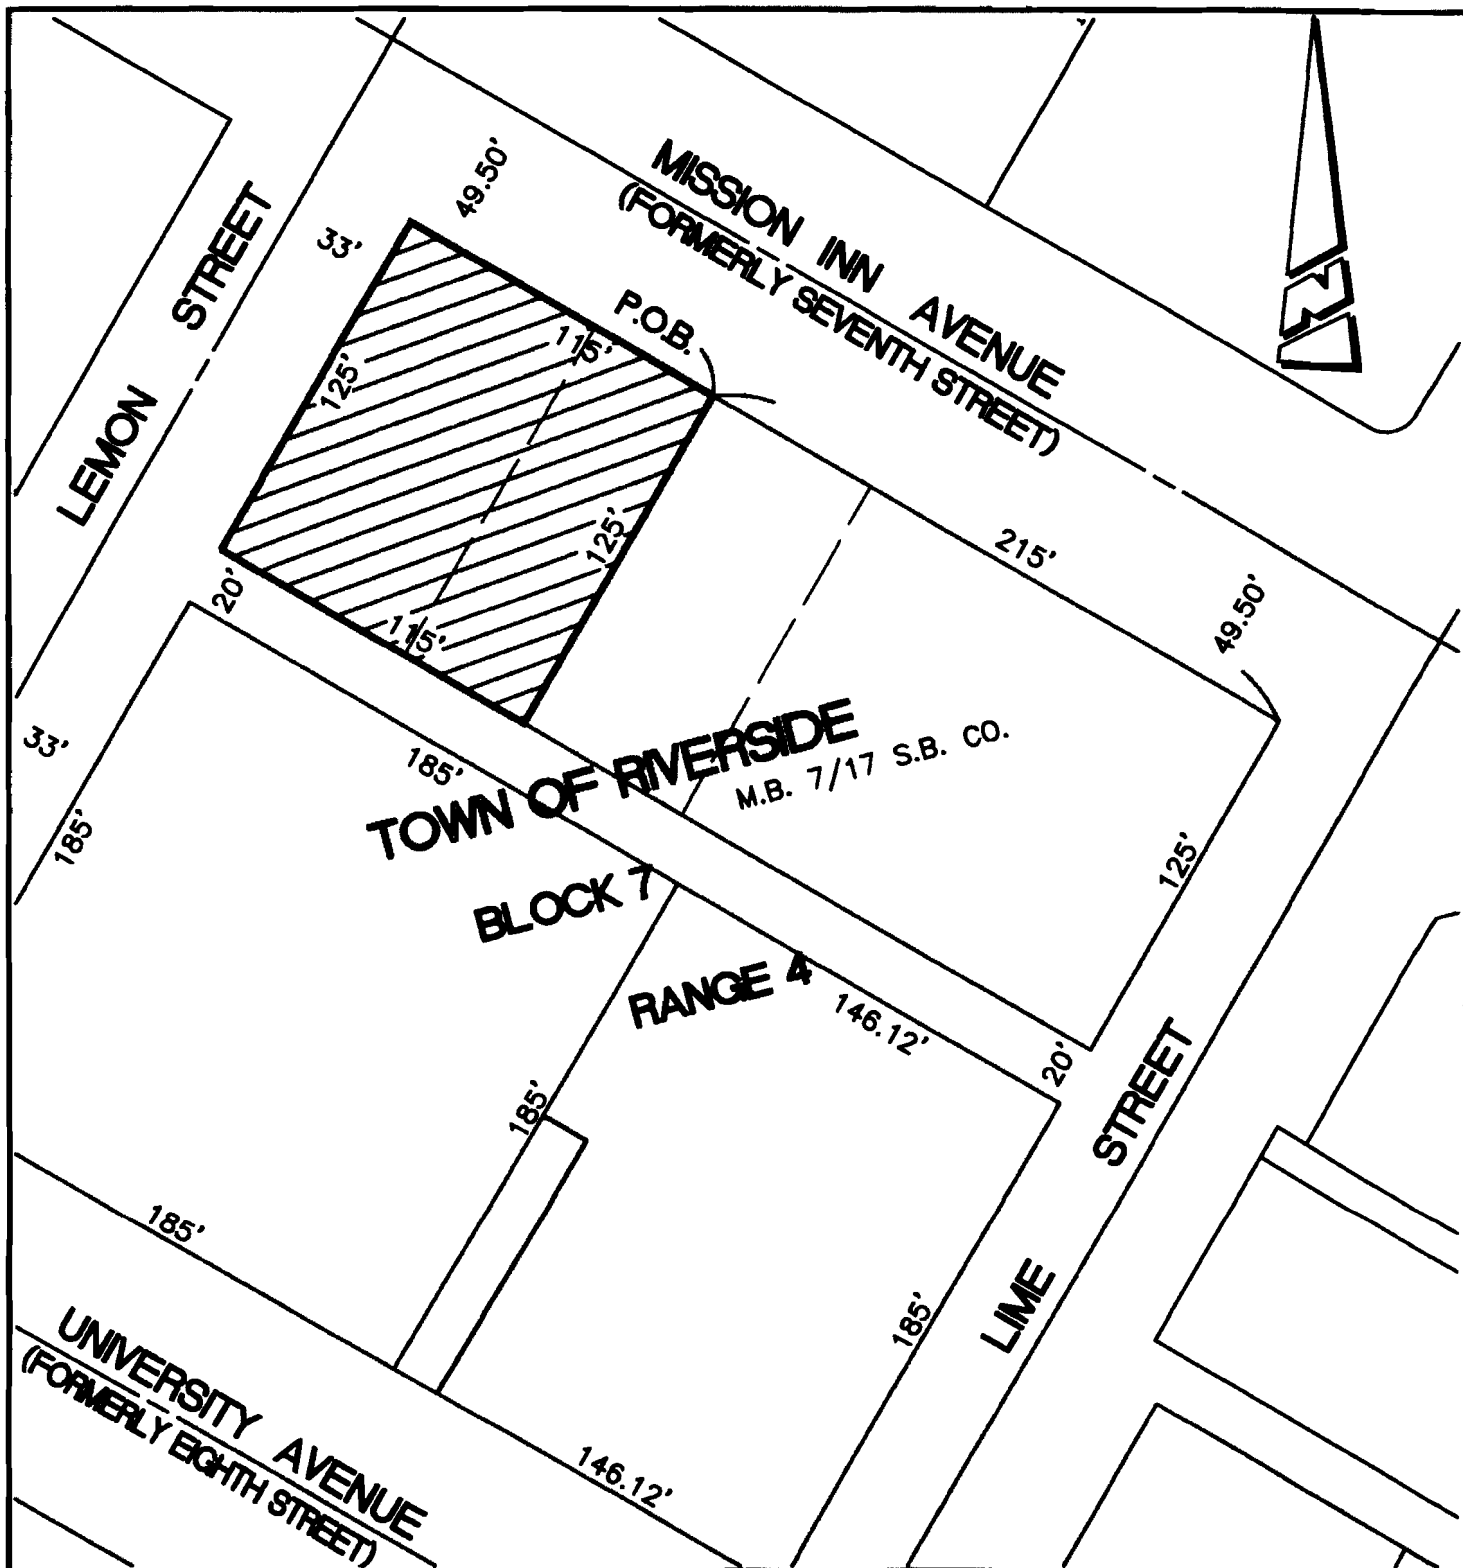 49.50'
MISSION INN AVENUE
(FORMERLY SEVENTH STREET)
N
33'
LEMON STREET
P.O.B.
115'
125'
125'
215'
49.50'
20'
115'
33'
185'
185'
TOWN OF RIVERSIDE
M.B. 7/17 S.B. CO.
125'
BLOCK 7
RANGE 4
146.12'
20'
185'
LIME STREET
185'
185'
UNIVERSITY AVENUE
(FORMERLY EIGHTH STREET)
146.12'